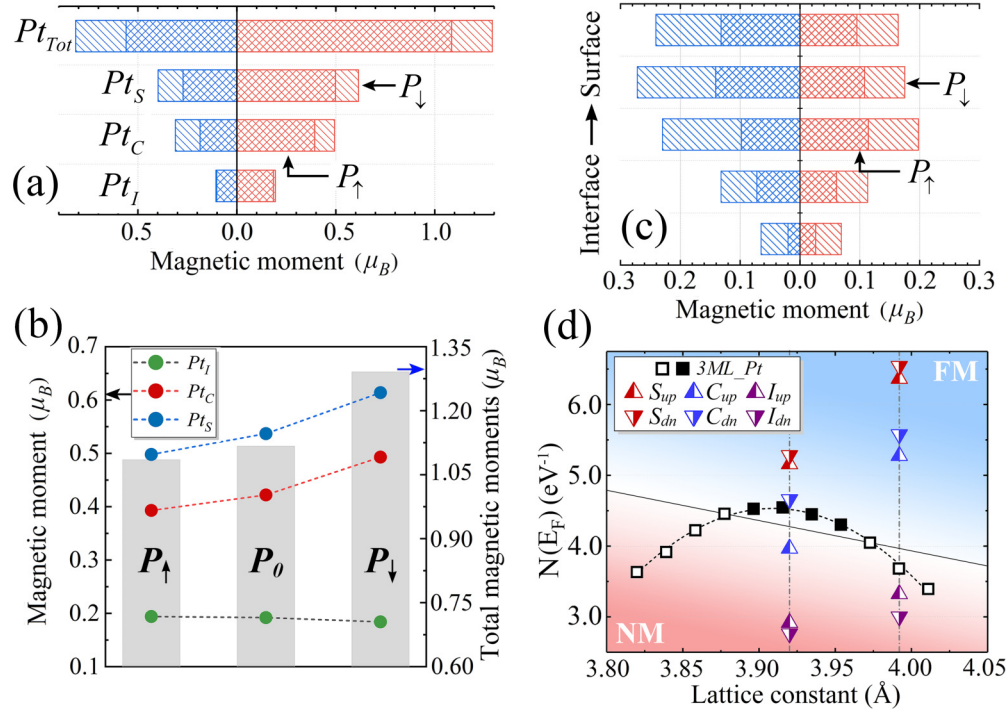 Pt_Tot
Pt_S
Pt_C
Pt_I
P↓
P↑
(a)
0.5 0.0 0.5 1.0
Magnetic moment (μ_B)
Interface → Surface
P↓
P↑
(c)
0.3 0.2 0.1 0.0 0.1 0.2 0.3
Magnetic moment (μ_B)
(b)
Magnetic moment (μ_B)
0.7
0.6
0.5
0.4
0.3
0.2
0.1
Pt_I
Pt_C
Pt_S
P↑ P_0 P↓
1.35
1.20
1.05
0.90
0.75
0.60
Total magnetic moments (μ_B)
(d)
N(E_F) (eV⁻¹)
6.0
5.0
4.0
3.0
3ML_Pt
S_up C_up I_up
S_dn C_dn I_dn
FM
NM
3.80 3.85 3.90 3.95 4.00 4.05
Lattice constant (Å)